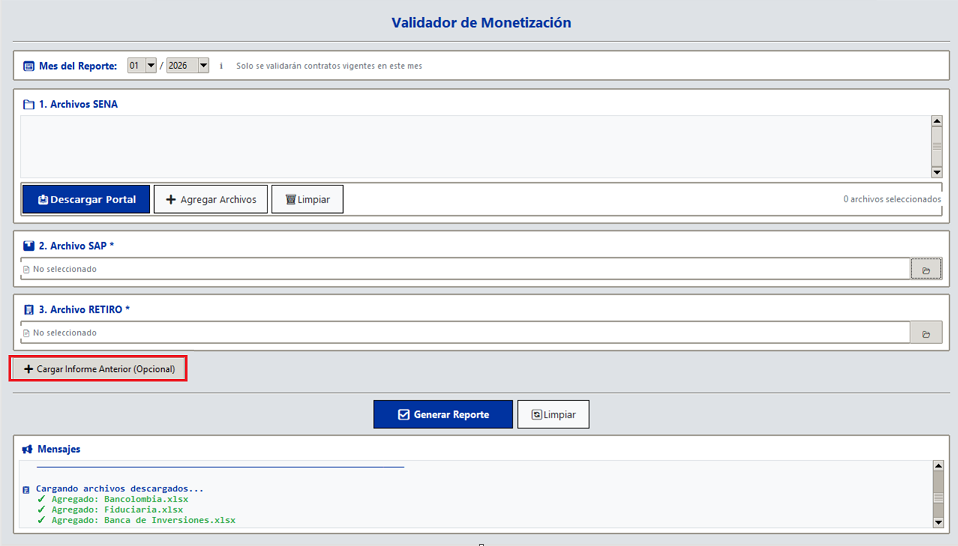 Validador de Monetización
Mes del Reporte: 01 / 2026 i Solo se validarán contratos vigentes en este mes
1. Archivos SENA
Descargar Portal Agregar Archivos Limpiar 0 archivos seleccionados
2. Archivo SAP *
No seleccionado
3. Archivo RETIRO *
No seleccionado
+ Cargar Informe Anterior (Opcional)
Generar Reporte Limpiar
Mensajes
Cargando archivos descargados...
✓ Agregado: Bancolombia.xlsx
✓ Agregado: Fiduciaria.xlsx
✓ Agregado: Banca de Inversiones.xlsx